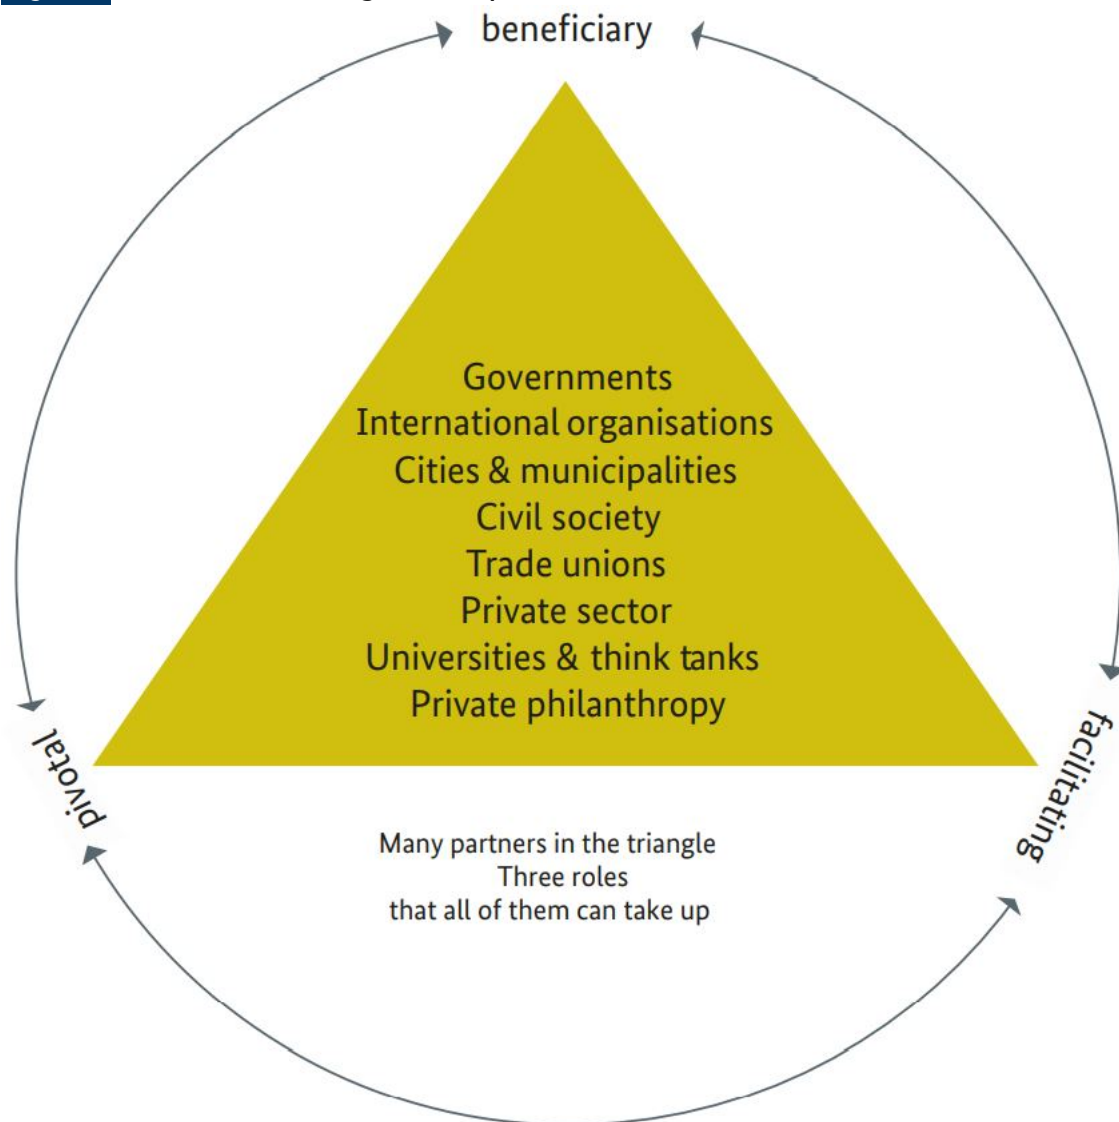 beneficiary
Governments
International organisations
Cities & municipalities
Civil society
Trade unions
Private sector
Universities & think tanks
Private philanthropy
pivotal
facilitating
Many partners in the triangle
Three roles
that all of them can take up